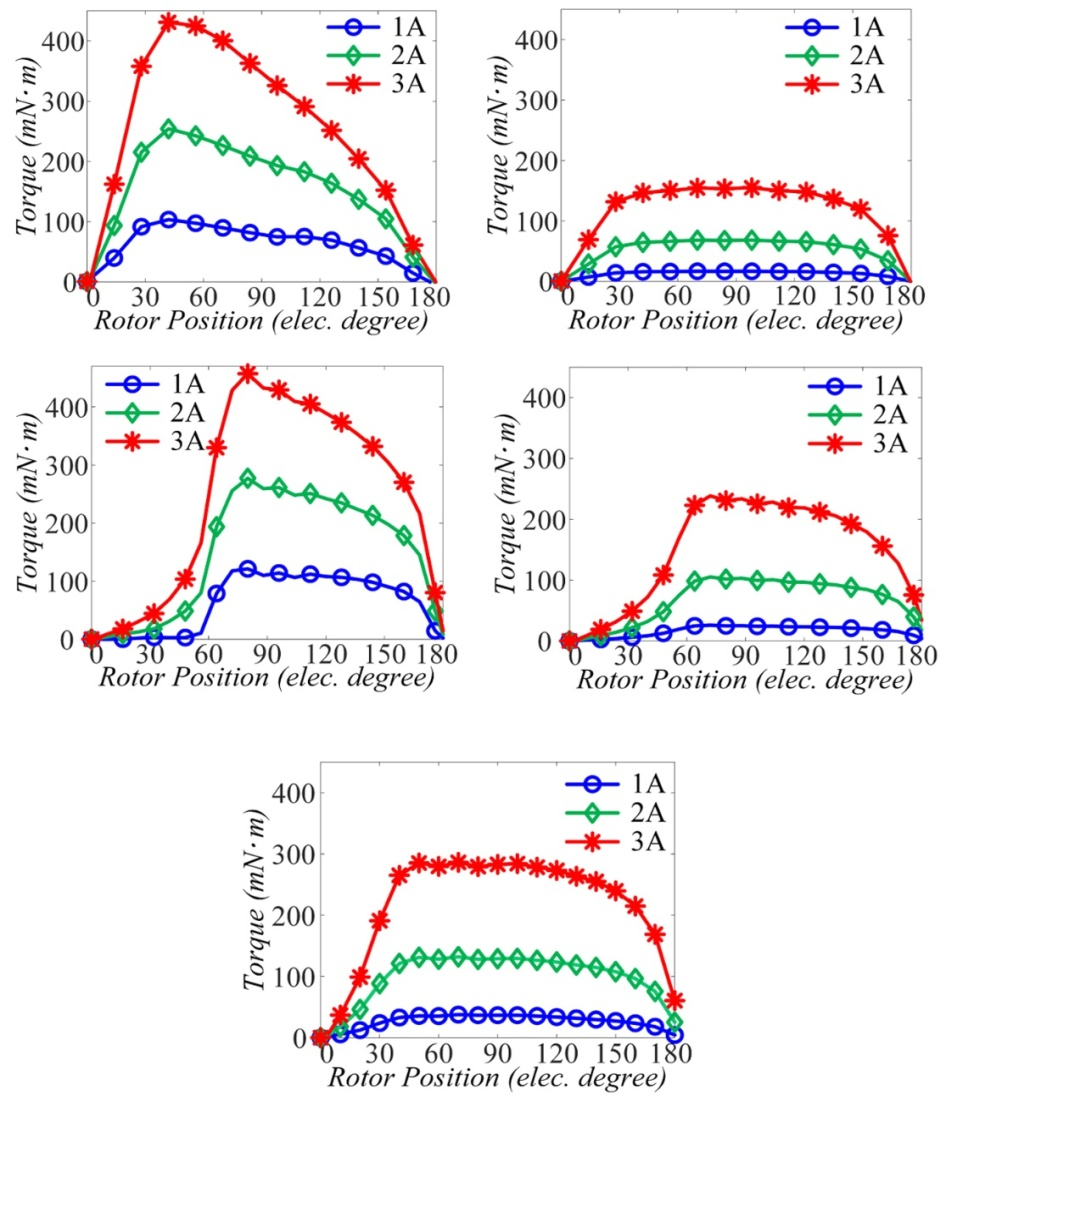 400
300
200
100
0
Torque (mN·m)
1A
2A
3A
0 30 60 90 120 150 180
Rotor Position (elec. degree)
400
300
200
100
0
Torque (mN·m)
1A
2A
3A
0 30 60 90 120 150 180
Rotor Position (elec. degree)
400
300
200
100
0
Torque (mN·m)
1A
2A
3A
0 30 60 90 120 150 180
Rotor Position (elec. degree)
400
300
200
100
0
Torque (mN·m)
1A
2A
3A
0 30 60 90 120 150 180
Rotor Position (elec. degree)
400
300
200
100
0
Torque (mN·m)
1A
2A
3A
0 30 60 90 120 150 180
Rotor Position (elec. degree)